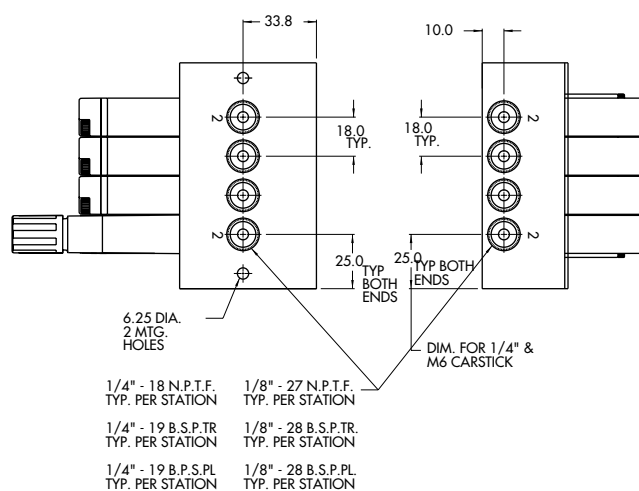 33.8
10.0
2
2
18.0
TYP.
18.0
TYP.
2
2
25.0
TYP
BOTH
ENDS
25.0
TYP BOTH
ENDS
6.25 DIA.
2 MTG.
HOLES
DIM. FOR 1/4" &
M6 CARSTICK
1/4" - 18 N.P.T.F.
TYP. PER STATION
1/8" - 27 N.P.T.F.
TYP. PER STATION
1/4" - 19 B.S.P.TR
TYP. PER STATION
1/8" - 28 B.S.P.TR.
TYP. PER STATION
1/4" - 19 B.P.S.PL
TYP. PER STATION
1/8" - 28 B.S.P.PL.
TYP. PER STATION